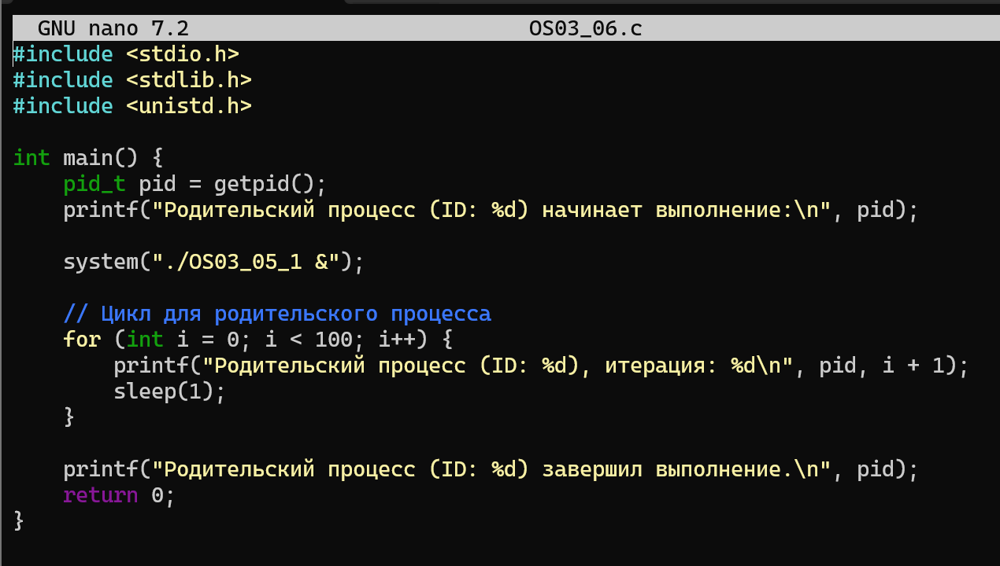 GNU nano 7.2 OS03_06.c
#include <stdio.h>
#include <stdlib.h>
#include <unistd.h>
int main() {
    pid_t pid = getpid();
    printf("Родительский процесс (ID: %d) начинает выполнение:\n", pid);
    system("./OS03_05_1 &");
    // Цикл для родительского процесса
    for (int i = 0; i < 100; i++) {
        printf("Родительский процесс (ID: %d), итерация: %d\n", pid, i + 1);
        sleep(1);
    }
    printf("Родительский процесс (ID: %d) завершил выполнение.\n", pid);
    return 0;
}